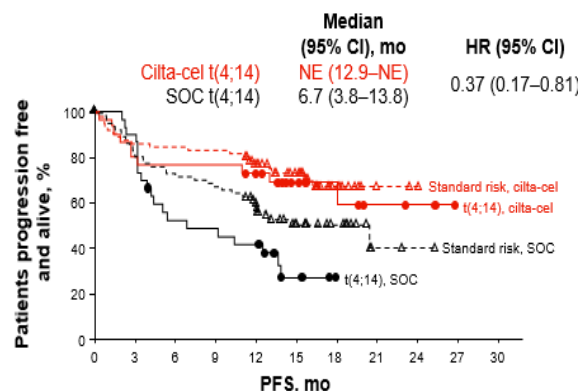 Median
(95% CI), mo
HR (95% CI)
Cilta-cel t(4;14) NE (12.9–NE)
SOC t(4;14) 6.7 (3.8–13.8)
0.37 (0.17–0.81)
Patients progression free
and alive, %
100
80
60
40
20
0
Standard risk, cilta-cel
t(4;14), cilta-cel
Standard risk, SOC
t(4;14), SOC
0 3 6 9 12 15 18 21 24 27 30
PFS, mo